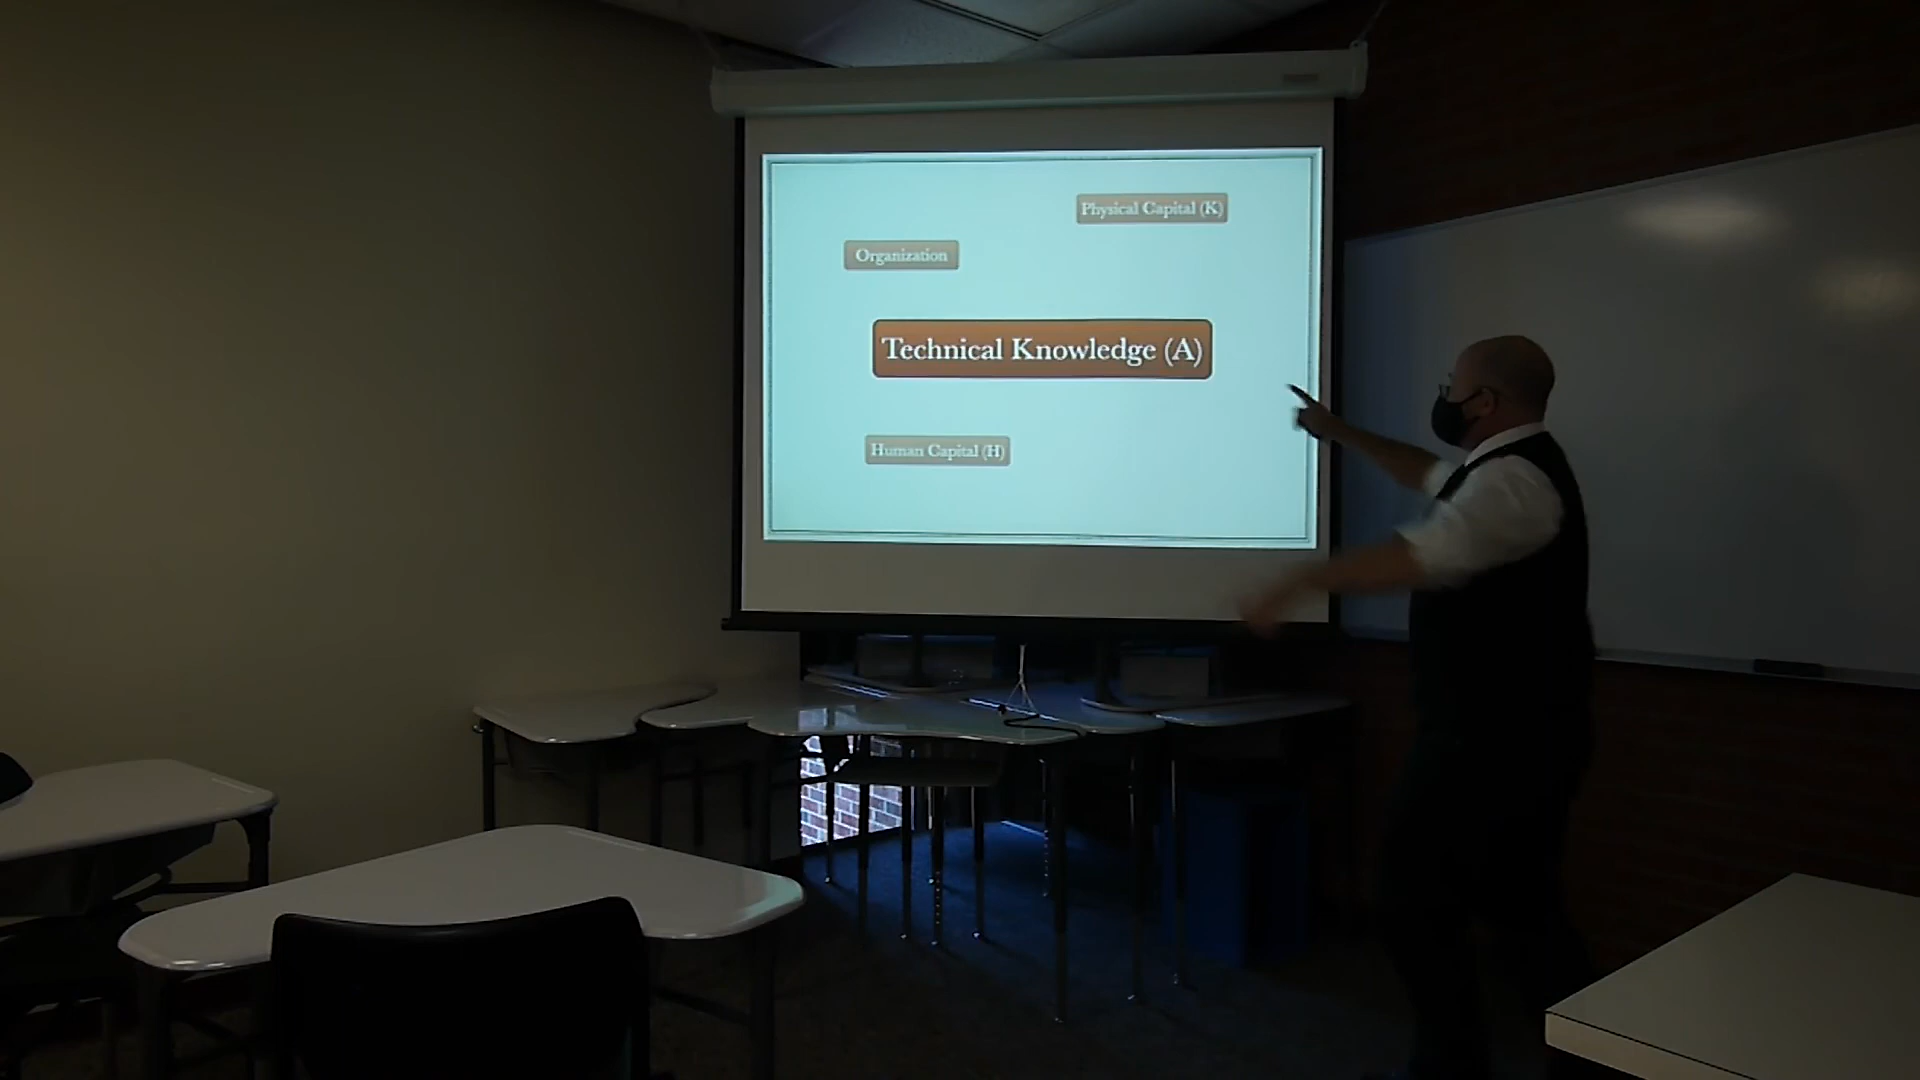 Physical Capital (K)
Organization
Technical Knowledge (A)
Human Capital (H)